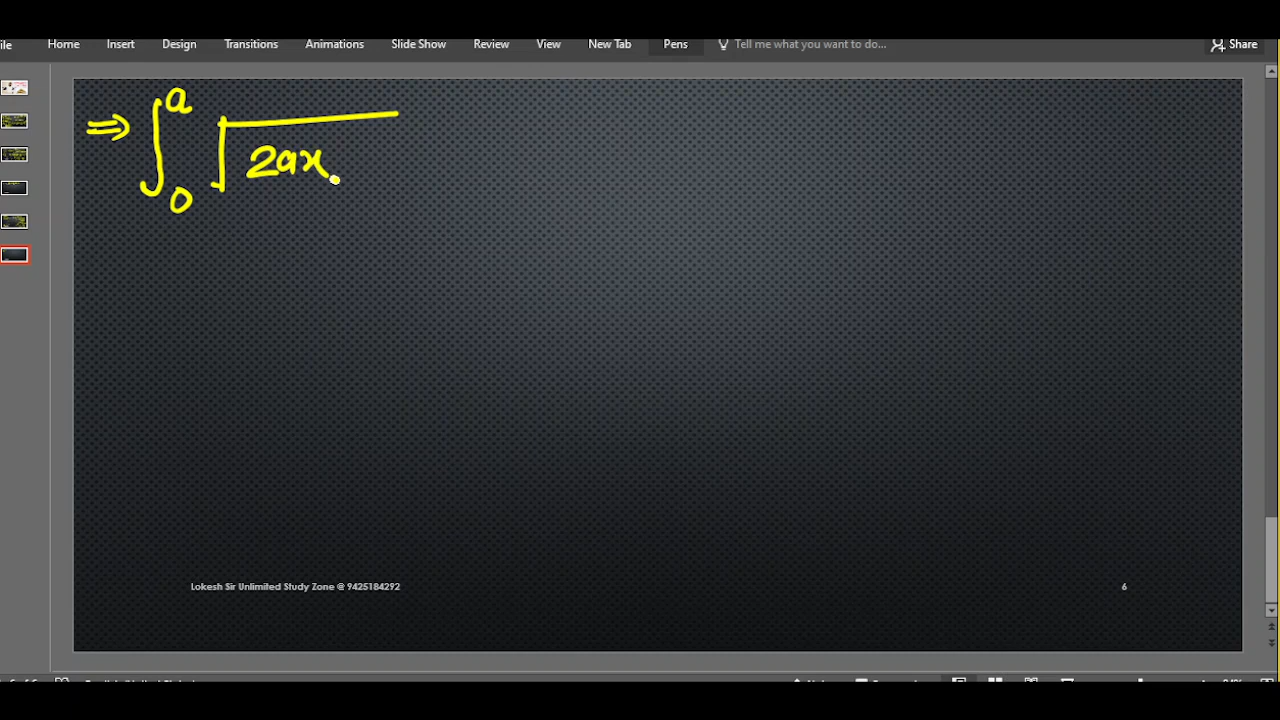 Home Insert Design Transitions Animations Slide Show Review View New Tab Pens Tell me what you want to do... Share
⇒ ∫₀ᵃ √2ax
Lokesh Sir Unlimited Study Zone @ 9425184292
6